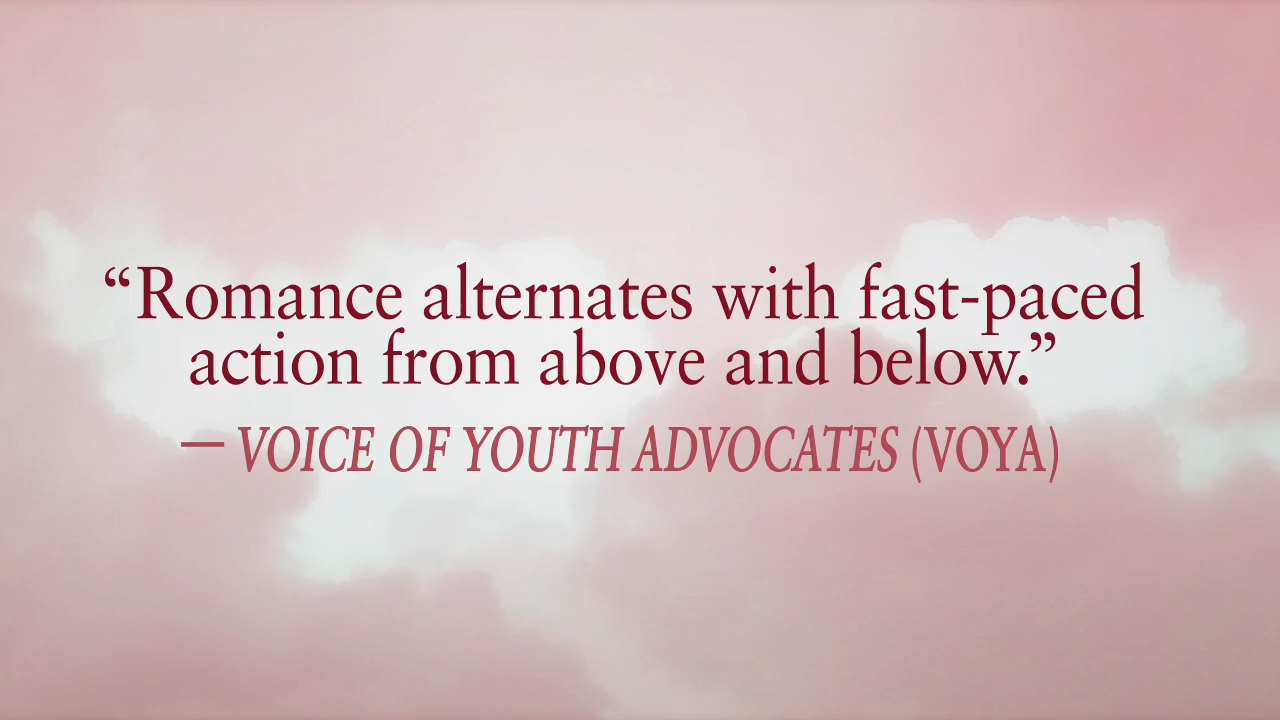 “Romance alternates with fast-paced
action from above and below.”
— VOICE OF YOUTH ADVOCATES (VOYA)